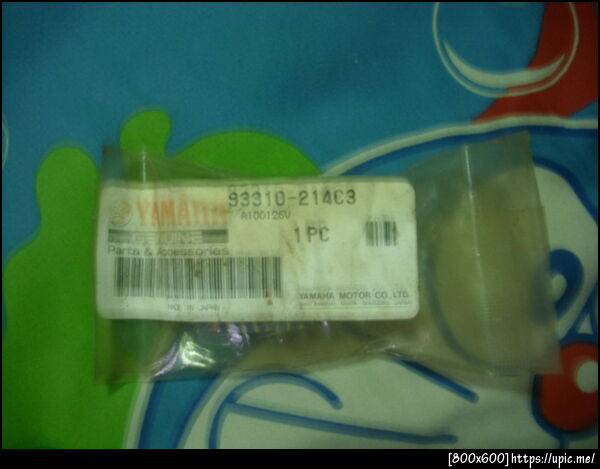 YAMAHA
93310-214C3
A100126V
GENUINE
1 PC
Parts & Accessories
YAMAHA MOTOR CO., LTD.
MADE IN JAPAN
[800x600]https://upic.me/